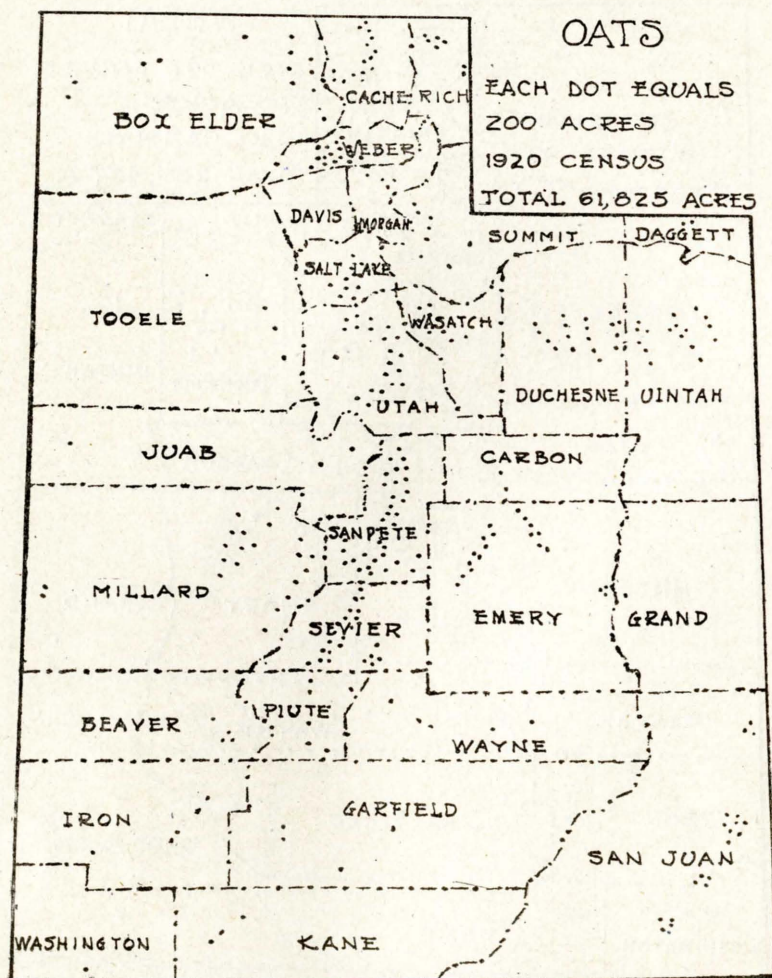 OATS
EACH DOT EQUALS
200 ACRES
1920 CENSUS
TOTAL 61,825 ACRES
CACHE RICH
BOX ELDER
WEBER
DAVIS MORGAN
SUMMIT DAGGETT
SALT LAKE
TOOELE
WASATCH
UTAH DUCHESNE UINTAH
JUAB CARBON
SANPETE
MILLARD
SEVIER EMERY GRAND
BEAVER PIUTE
WAYNE
IRON GARFIELD
SAN JUAN
WASHINGTON KANE